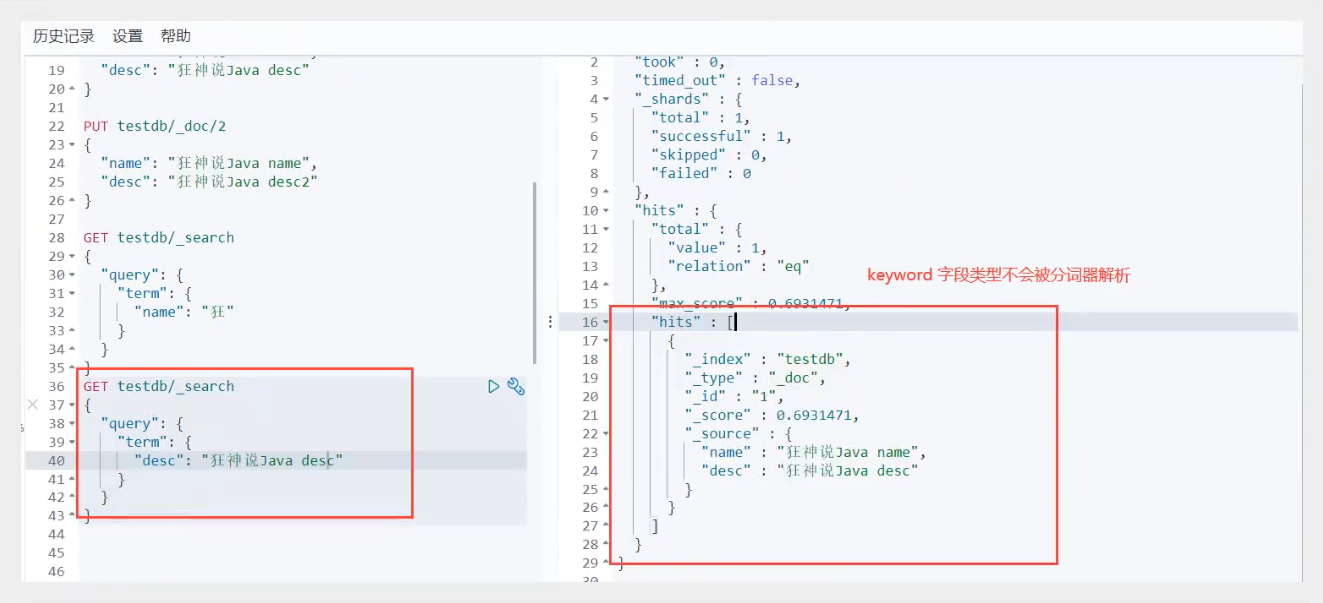 历史记录 设置 帮助
19 "desc": "狂神说Java desc"
20 }
21
22 PUT testdb/_doc/2
23 {
24 "name": "狂神说Java name",
25 "desc": "狂神说Java desc2"
26 }
27
28 GET testdb/_search
29 {
30 "query": {
31 "term": {
32 "name": "狂"
33 }
34 }
35 }
36 GET testdb/_search
37 {
38 "query": {
39 "term": {
40 "desc": "狂神说Java desc"
41 }
42 }
43 }
44
45
46
2 "took" : 0,
3 "timed_out" : false,
4 "_shards" : {
5 "total" : 1,
6 "successful" : 1,
7 "skipped" : 0,
8 "failed" : 0
9 },
10 "hits" : {
11 "total" : {
12 "value" : 1,
13 "relation" : "eq"
keyword 字段类型不会被分词器解析
14 },
15 "max_score" : 0.6931471,
16 "hits" : [
17 {
18 "_index" : "testdb",
19 "_type" : "_doc",
20 "_id" : "1",
21 "_score" : 0.6931471,
22 "_source" : {
23 "name" : "狂神说Java name",
24 "desc" : "狂神说Java desc"
25 }
26 }
27 ]
28 }
29 }
30